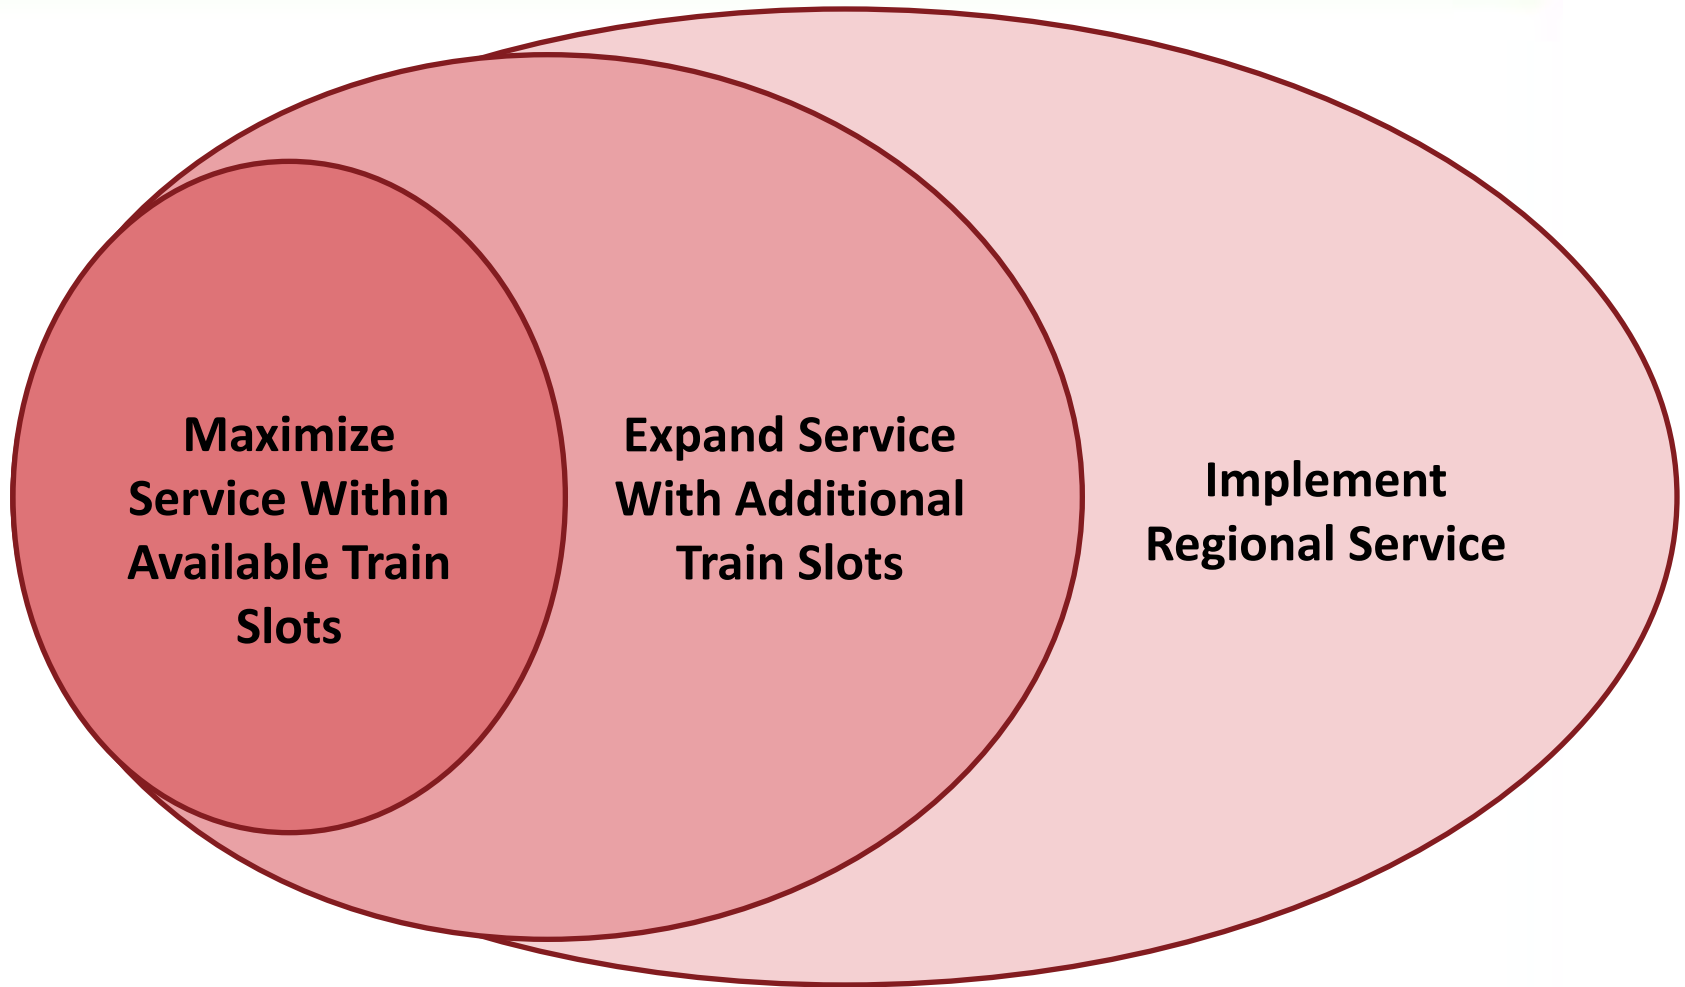 Maximize
Service Within
Available Train
Slots
Expand Service
With Additional
Train Slots
Implement
Regional Service